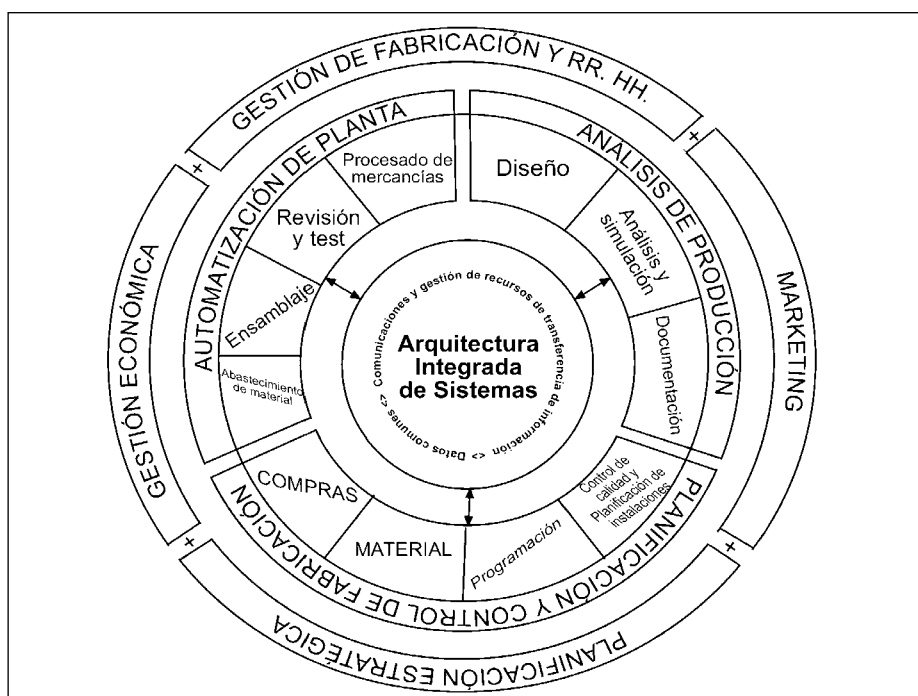 GESTIÓN DE FABRICACIÓN Y RR. HH.
+
MARKETING
+
PLANIFICACIÓN ESTRATÉGICA
+
GESTIÓN ECONÓMICA
+
AUTOMATIZACIÓN DE PLANTA
Procesado de
mercancías
Revisión
y test
Ensamblaje
Abastecimiento
de material
ANÁLISIS DE PRODUCCIÓN
Diseño
Análisis y
simulación
Documentación
PLANIFICACIÓN Y CONTROL DE FABRICACIÓN
Control de
calidad y
Planificación de
instalaciones
Programación
MATERIAL
COMPRAS
Comunicaciones y gestión de recursos de transferencia de información <> Datos comunes <>
Arquitectura
Integrada
de Sistemas